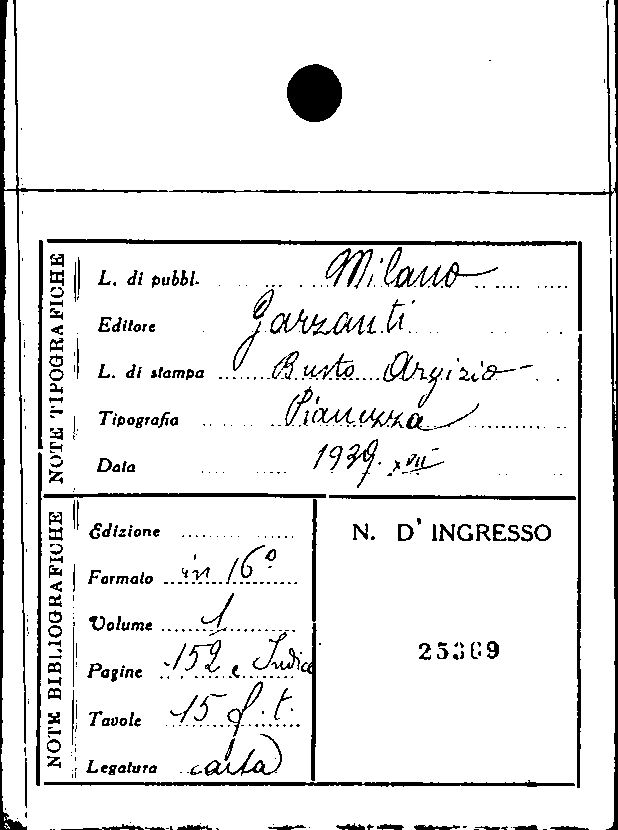 NOTE TIPOGRAFICHE
L. di pubbl. Milano
Editore Garzanti
L. di stampa Busto Arsizio
Tipografia Pianezza
Data 1939. XVII
NOTE BIBLIOGRAFICHE
Edizione
Formato in 16º
Volume 1
Pagine 152 e Indice
Tavole 15 f. t.
Legatura carta
N. D' INGRESSO
25369